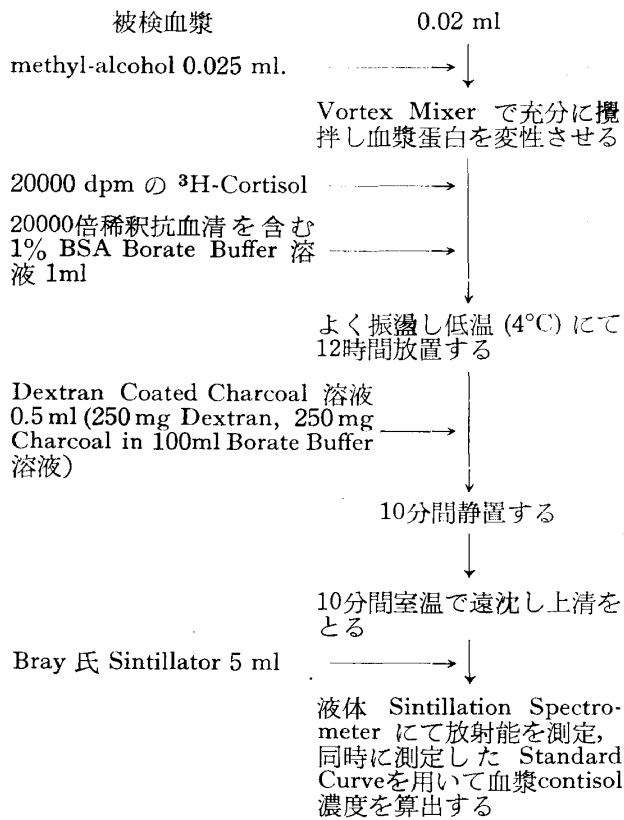 被検血漿 0.02 ml
methyl-alcohol 0.025 ml.
Vortex Mixer で充分に攪
拌し血漿蛋白を変性させる
20000 dpm の ³H-Cortisol
20000倍稀釈抗血清を含む
1% BSA Borate Buffer 溶
液 1ml
よく振盪し低温 (4°C) にて
12時間放置する
Dextran Coated Charcoal 溶液
0.5 ml (250 mg Dextran, 250 mg
Charcoal in 100ml Borate Buffer
溶液)
10分間静置する
10分間室温で遠沈し上清を
とる
Bray 氏 Sintillator 5 ml
液体 Sintillation Spectro-
meter にて放射能を測定,
同時に測定した Standard
Curveを用いて血漿contisol
濃度を算出する